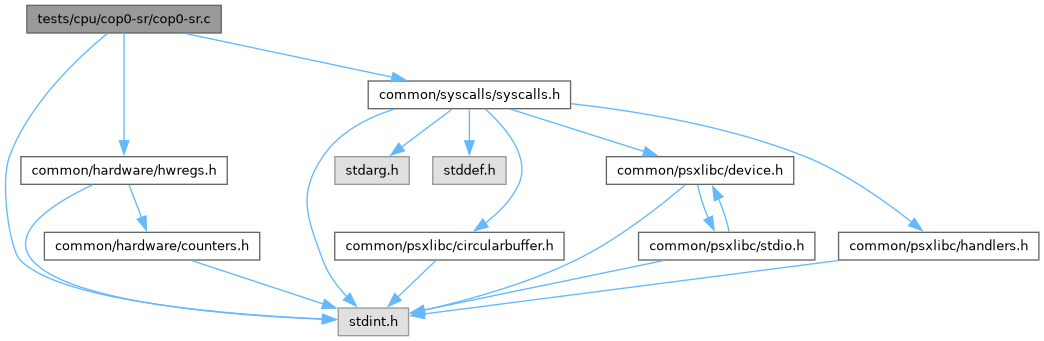 tests/cpu/cop0-sr/cop0-sr.c
common/syscalls/syscalls.h
common/hardware/hwregs.h
stdarg.h
stddef.h
common/psxlibc/device.h
common/hardware/counters.h
common/psxlibc/circularbuffer.h
common/psxlibc/stdio.h
common/psxlibc/handlers.h
stdint.h